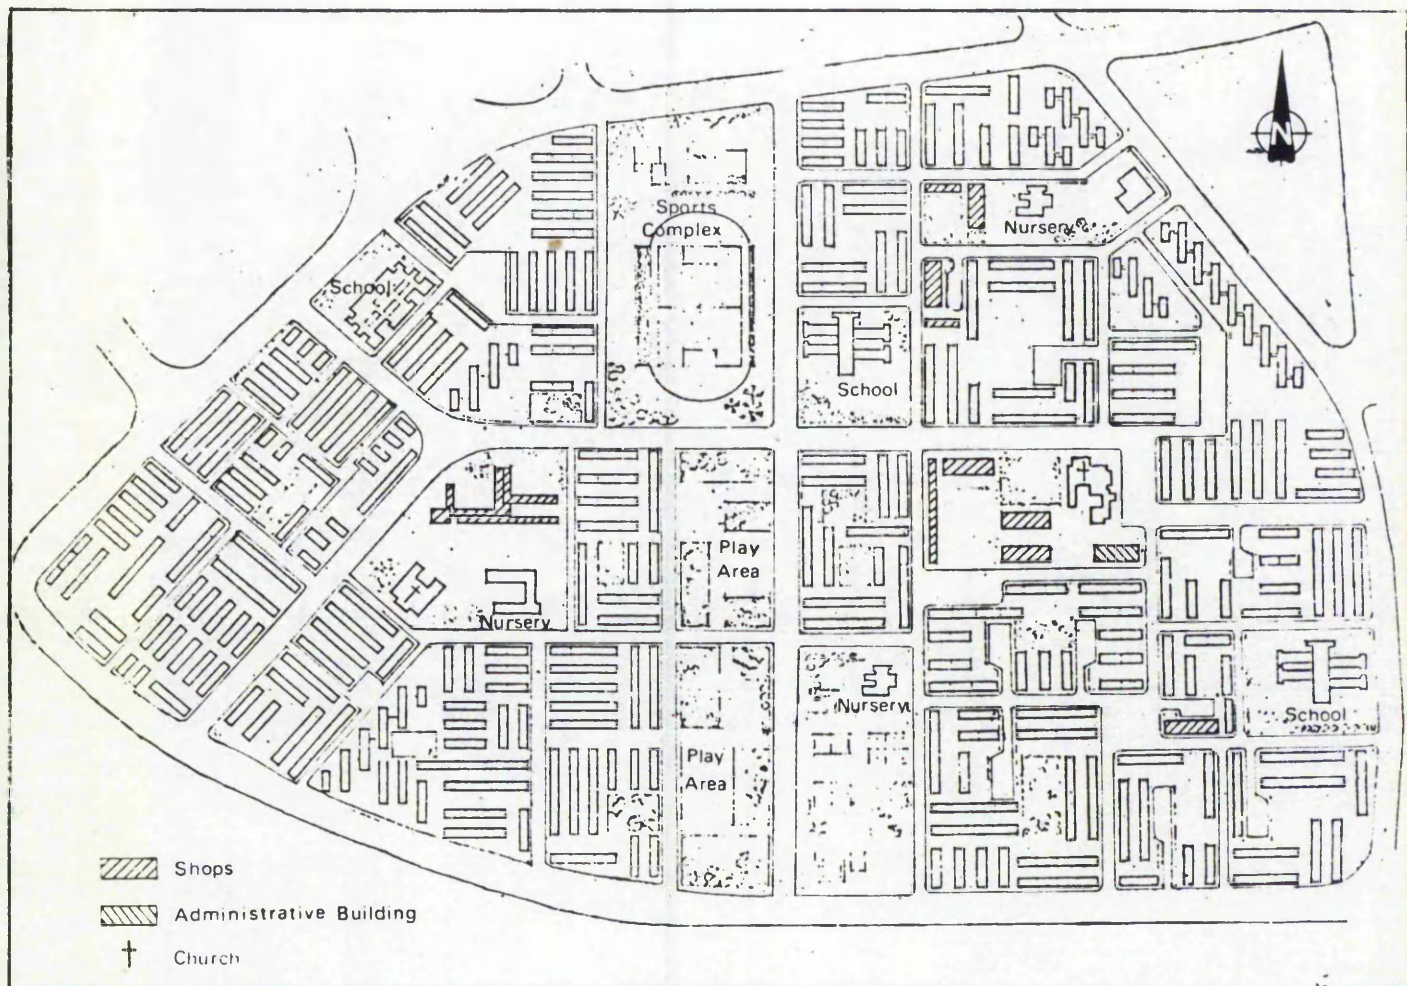 N
Sports
Complex
Nursery
School
School
Play
Area
Nursery
Nursery
School
Play
Area
Shops
Administrative Building
Church